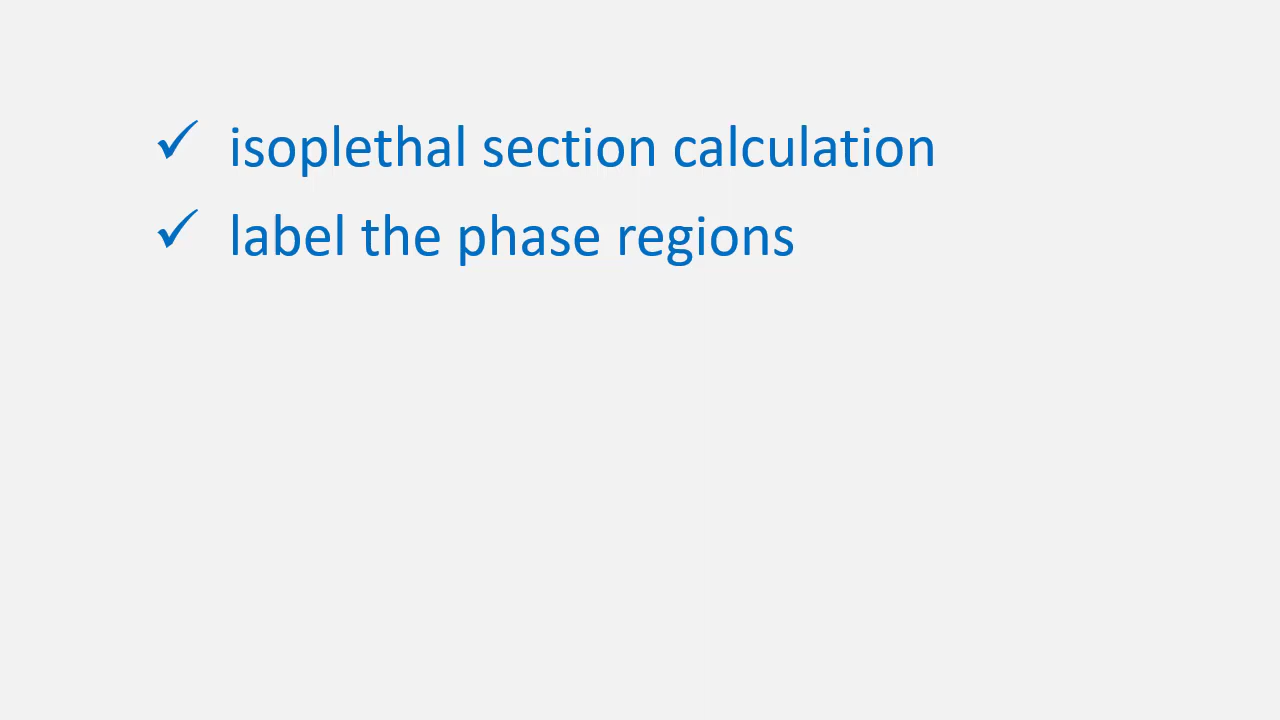 ✓ isoplethal section calculation
✓ label the phase regions